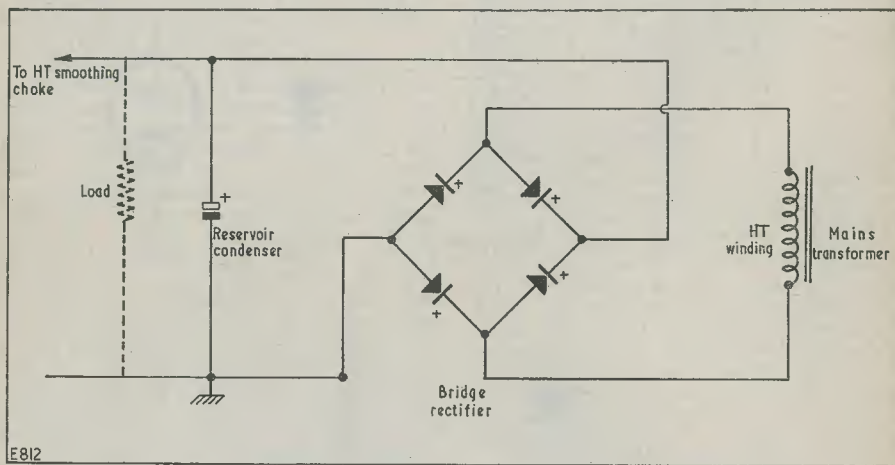 To HT smoothing
choke
Load
+
Reservoir
condenser
+
+
+
+
Bridge
rectifier
HT
winding
Mains
transformer
E812